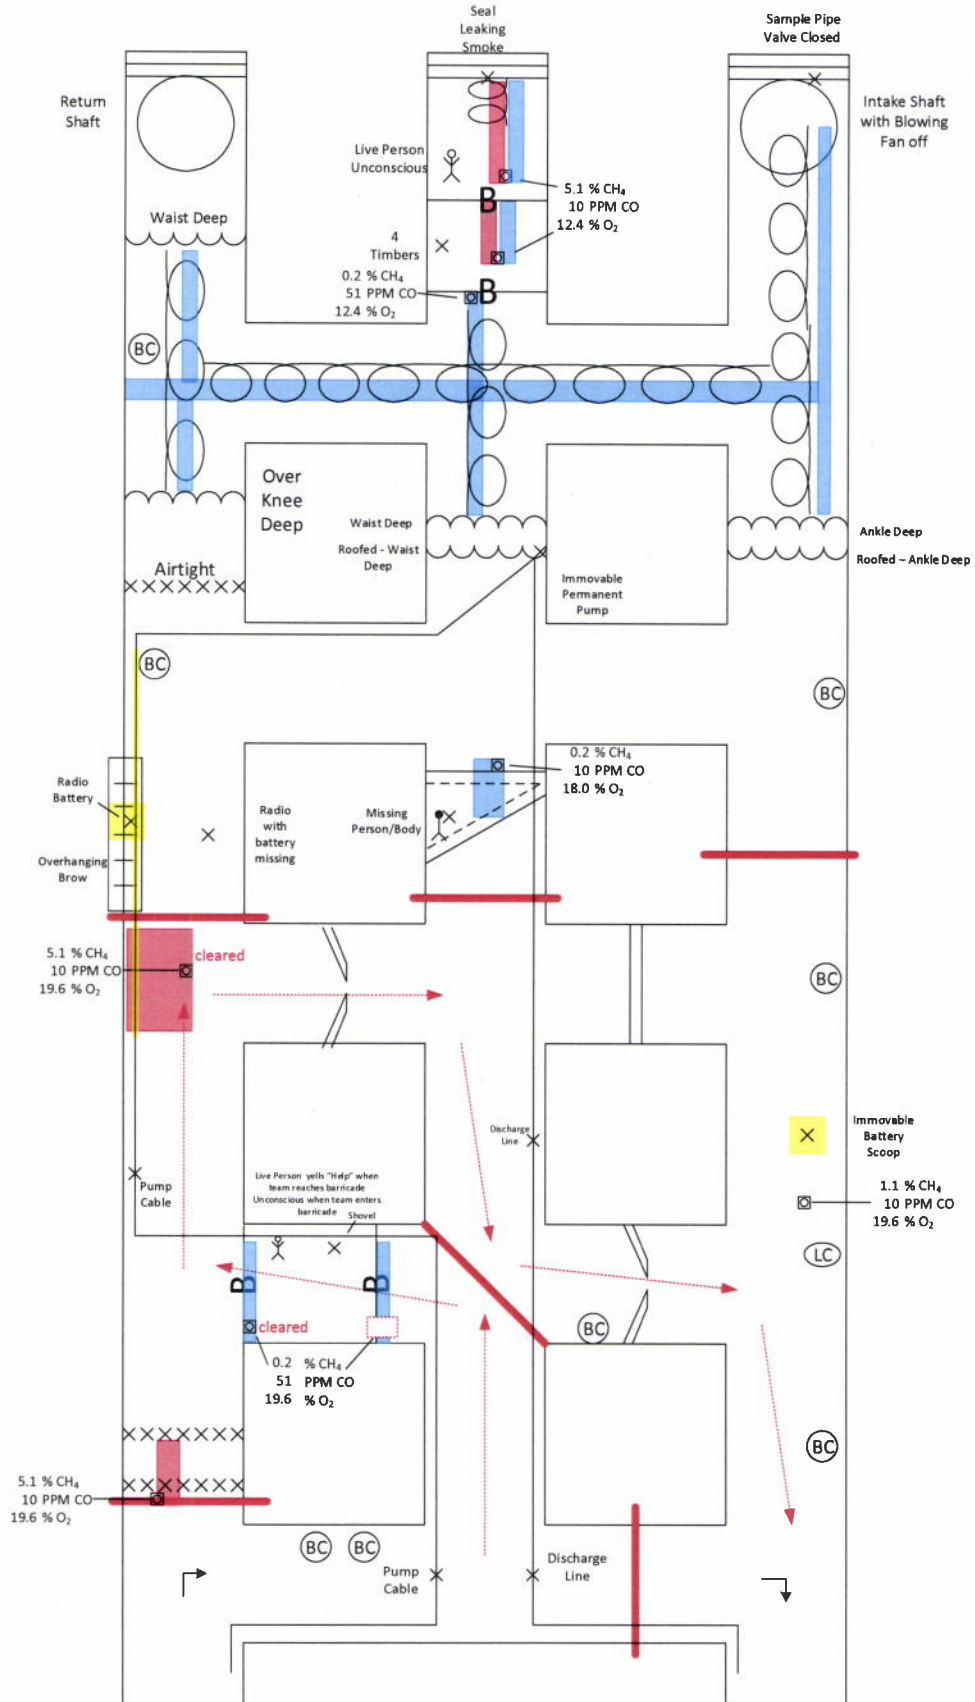 Seal
Leaking
Smoke
Sample Pipe
Valve Closed
Return
Shaft
Intake Shaft
with Blowing
Fan off
Live Person
Unconscious
5.1 % CH₄
10 PPM CO
12.4 % O₂
B
Waist Deep
4
Timbers
0.2 % CH₄
51 PPM CO
12.4 % O₂
B
BC
Over
Knee
Deep
Waist Deep
Roofed - Waist
Deep
Ankle Deep
Roofed – Ankle Deep
Airtight
Immovable
Permanent
Pump
BC
BC
0.2 % CH₄
10 PPM CO
18.0 % O₂
Radio
Battery
Radio
with
battery
missing
Missing
Person/Body
Overhanging
Brow
5.1 % CH₄
10 PPM CO
19.6 % O₂
cleared
BC
Discharge
Line
Immovable
Battery
Scoop
Pump
Cable
Live Person yells "Help" when
team reaches barricade
Unconscious when team enters
barricade
Shovel
1.1 % CH₄
10 PPM CO
19.6 % O₂
LC
B
B
cleared
BC
0.2 % CH₄
51 PPM CO
19.6 % O₂
BC
5.1 % CH₄
10 PPM CO
19.6 % O₂
BC
BC
Pump
Cable
Discharge
Line